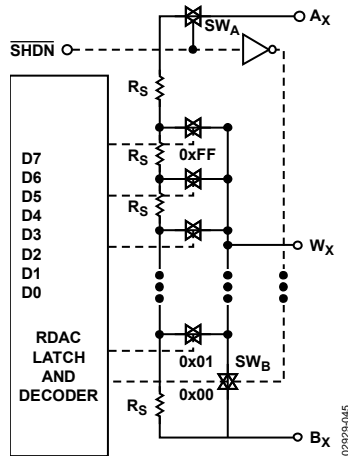 A_X
SW_A
SHDN
R_S
0xFF
R_S
D7
D6
D5
R_S
D4
D3
D2
W_X
D1
D0
RDAC
LATCH
AND
DECODER
0x01
SW_B
R_S
0x00
B_X
02929-045